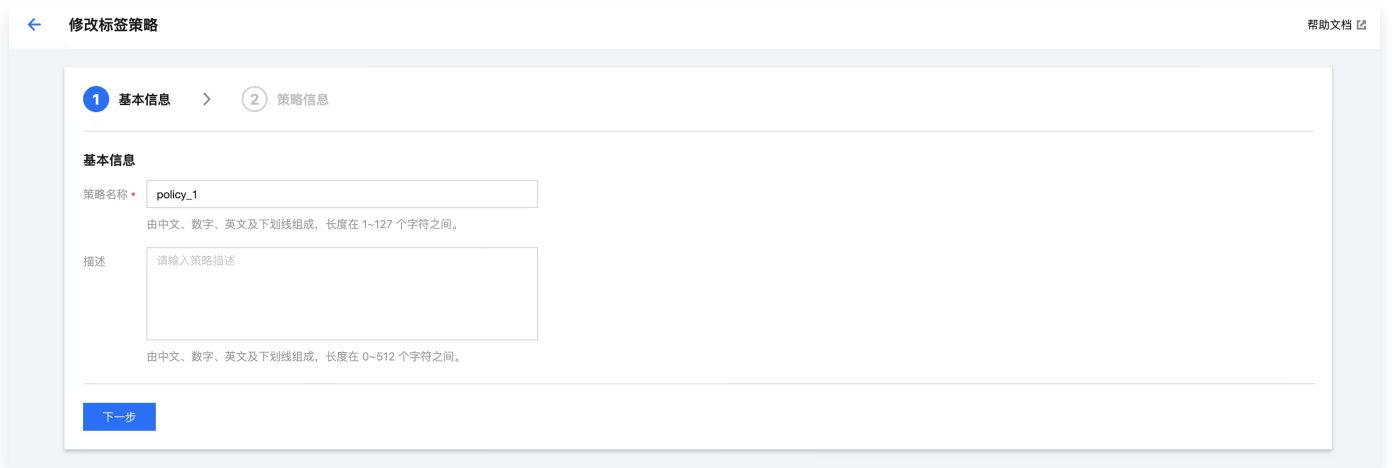 修改标签策略
帮助文档
1 基本信息 > 2 策略信息
基本信息
策略名称 * policy_1
由中文、数字、英文及下划线组成，长度在 1~127 个字符之间。
描述 请输入策略描述
由中文、数字、英文及下划线组成，长度在 0~512 个字符之间。
下一步